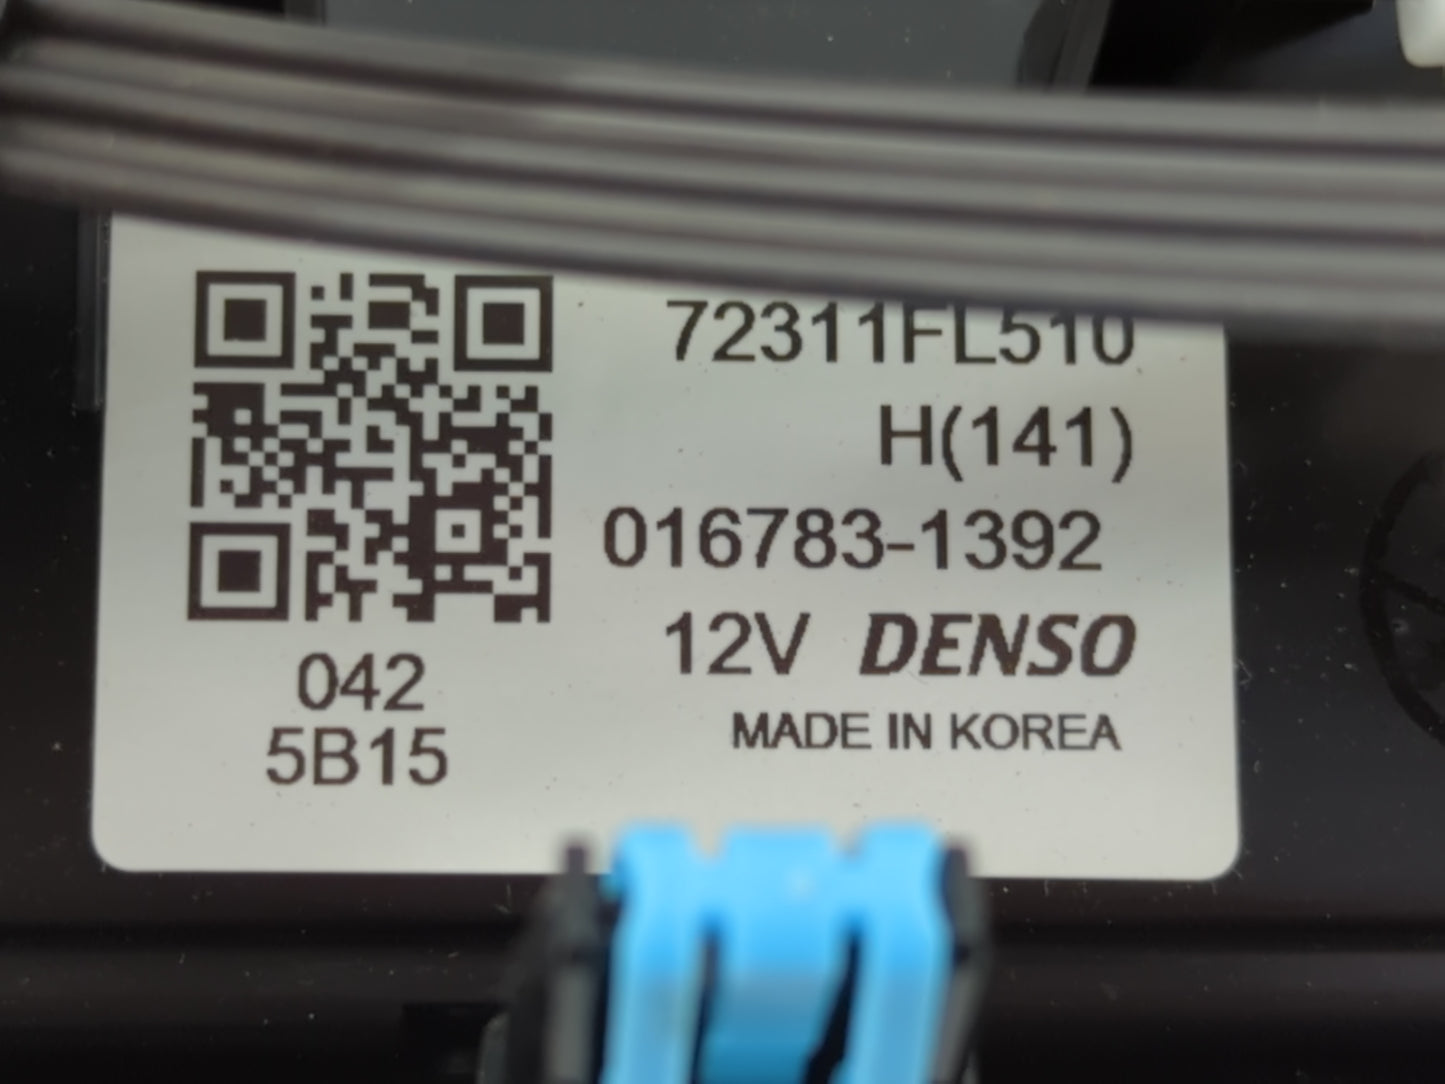 72311FL510
H(141)
016783-1392
12V DENSO
MADE IN KOREA
042
5B15